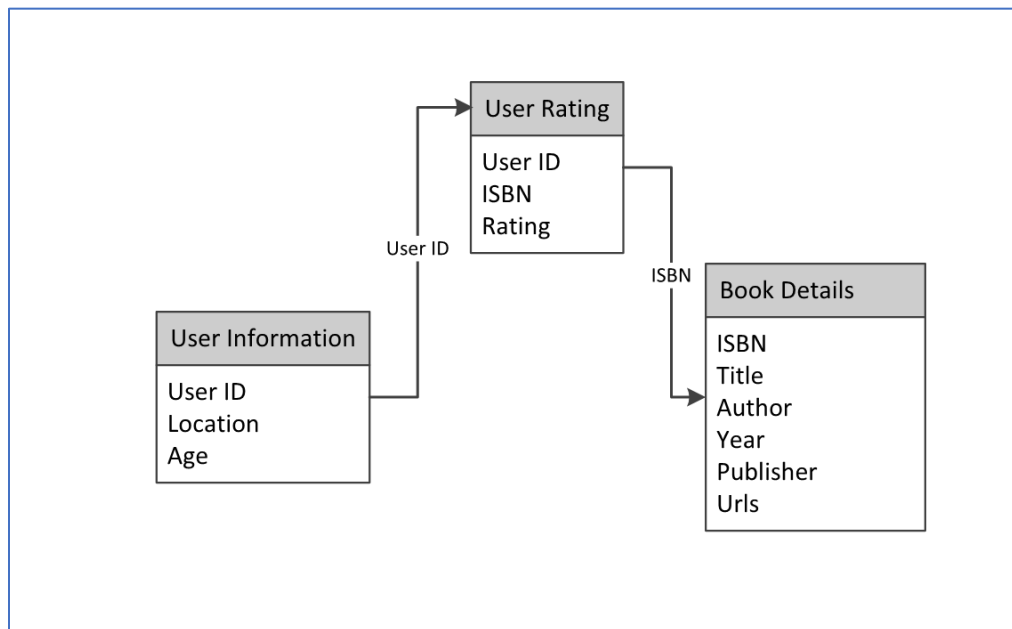 User Rating
User ID
ISBN
Rating
User ID
ISBN
Book Details
ISBN
Title
Author
Year
Publisher
Urls
User Information
User ID
Location
Age